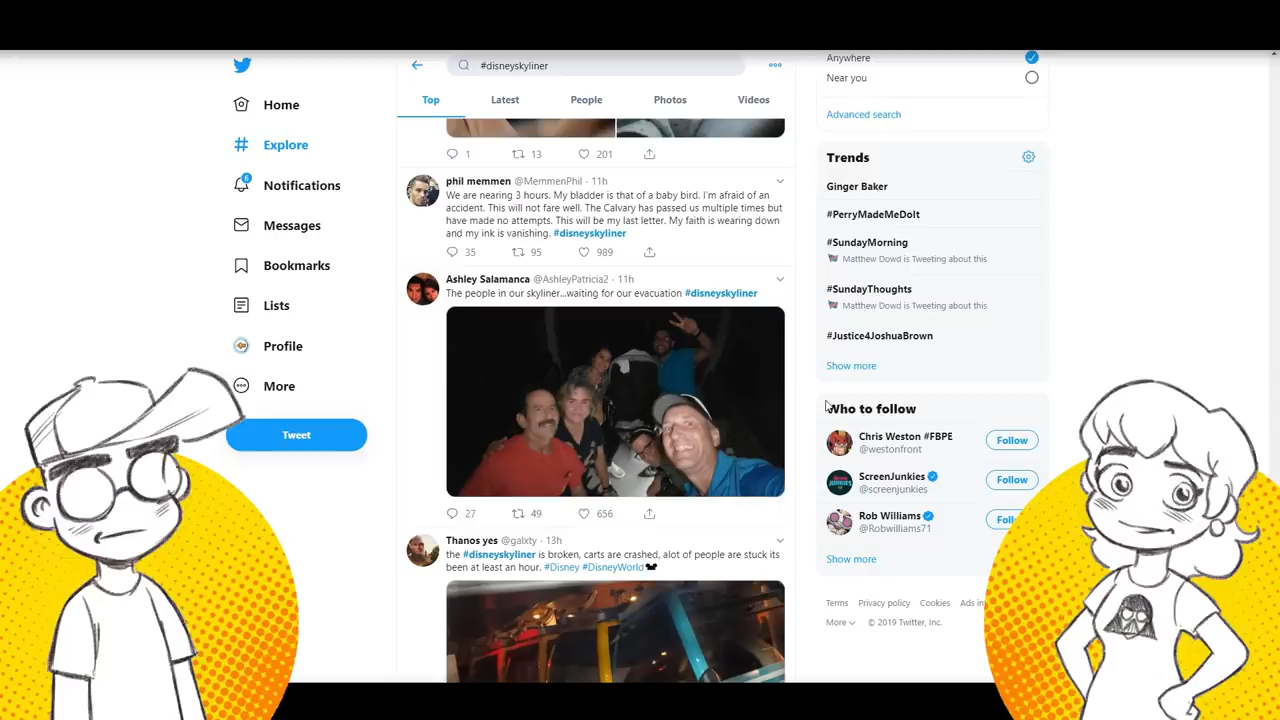 #disneyskyliner
Top
Latest
People
Photos
Videos
Home
Explore
6
Notifications
Messages
Bookmarks
Lists
Profile
More
Tweet
1
13
201
phil memmen @MemmenPhil · 11h
We are nearing 3 hours. My bladder is that of a baby bird. I'm afraid of an
accident. This will not fare well. The Calvary has passed us multiple times but
have made no attempts. This will be my last letter. My faith is wearing down
and my ink is vanishing. #disneyskyliner
35
95
989
Ashley Salamanca @AshleyPatricia2 · 11h
The people in our skyliner...waiting for our evacuation #disneyskyliner
27
49
656
Thanos yes @galxty · 13h
the #disneyskyliner is broken, carts are crashed, alot of people are stuck its
been at least an hour. #Disney #DisneyWorld
Anywhere
Near you
Advanced search
Trends
Ginger Baker
#PerryMadeMeDoIt
#SundayMorning
Matthew Dowd is Tweeting about this
#SundayThoughts
Matthew Dowd is Tweeting about this
#Justice4JoshuaBrown
Show more
Who to follow
Chris Weston #FBPE
@westonfront
Follow
ScreenJunkies
@screenjunkies
Follow
Rob Williams
@Robwilliams71
Foll
Show more
Terms Privacy policy Cookies Ads in
More © 2019 Twitter, Inc.